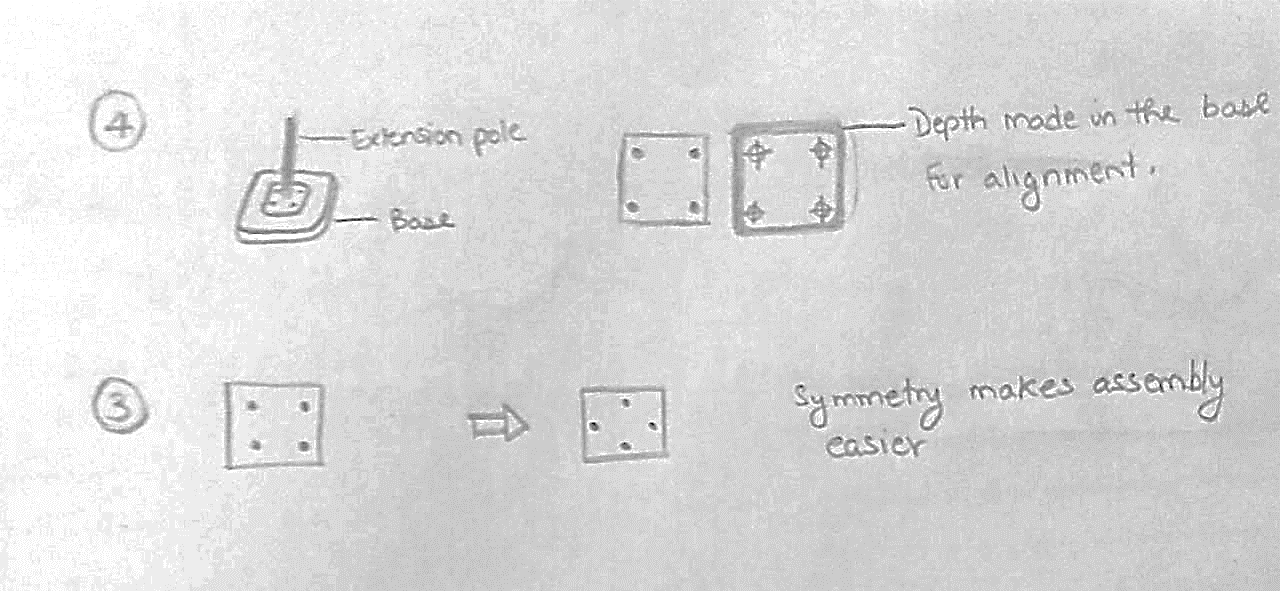 4
Extension pole
Base
Depth made in the base
for alignment.
3
Symmetry makes assembly
easier